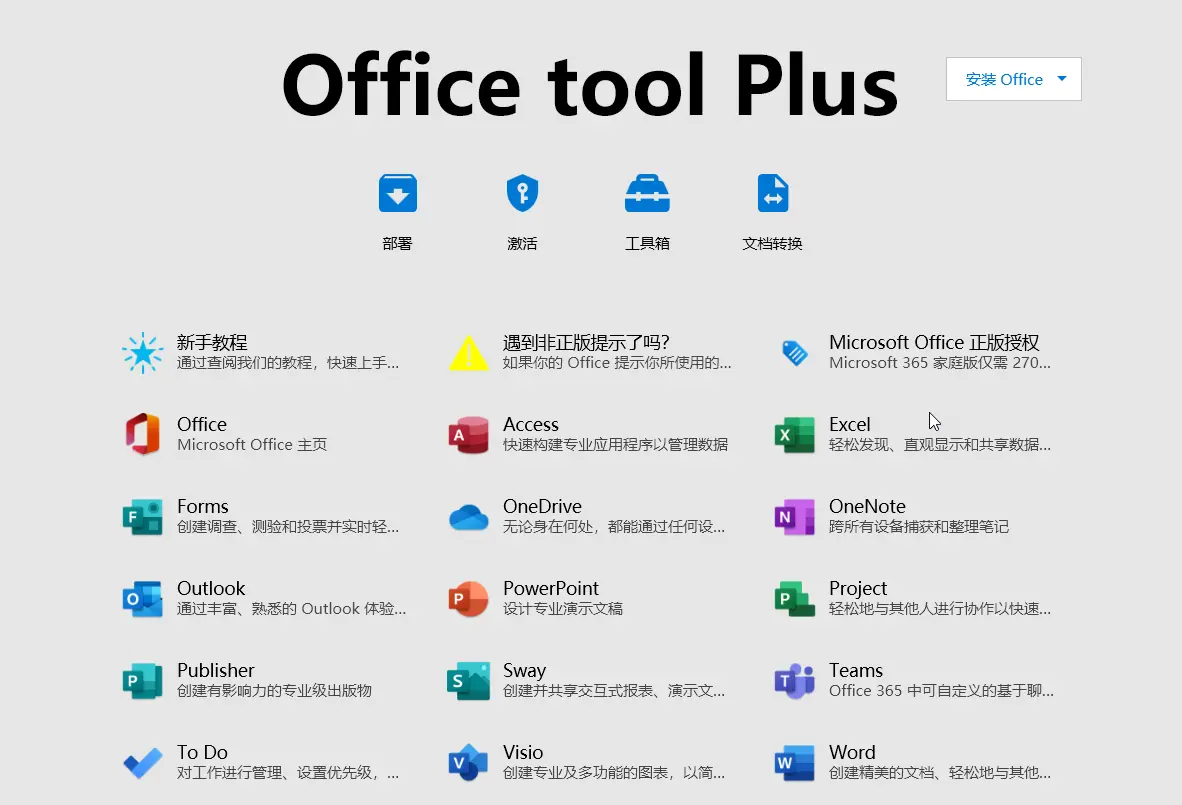 Office tool Plus
安装 Office
部署
激活
工具箱
文档转换
新手教程
通过查阅我们的教程，快速上手...
遇到非正版提示了吗?
如果你的 Office 提示你所使用的...
Microsoft Office 正版授权
Microsoft 365 家庭版仅需 270...
Office
Microsoft Office 主页
Access
快速构建专业应用程序以管理数据
Excel
轻松发现、直观显示和共享数据...
Forms
创建调查、测验和投票并实时轻...
OneDrive
无论身在何处，都能通过任何设...
OneNote
跨所有设备捕获和整理笔记
Outlook
通过丰富、熟悉的 Outlook 体验...
PowerPoint
设计专业演示文稿
Project
轻松地与其他人进行协作以快速...
Publisher
创建有影响力的专业级出版物
Sway
创建并共享交互式报表、演示文...
Teams
Office 365 中可自定义的基于聊...
To Do
对工作进行管理、设置优先级，...
Visio
创建专业及多功能的图表，以简...
Word
创建精美的文档、轻松地与其他...